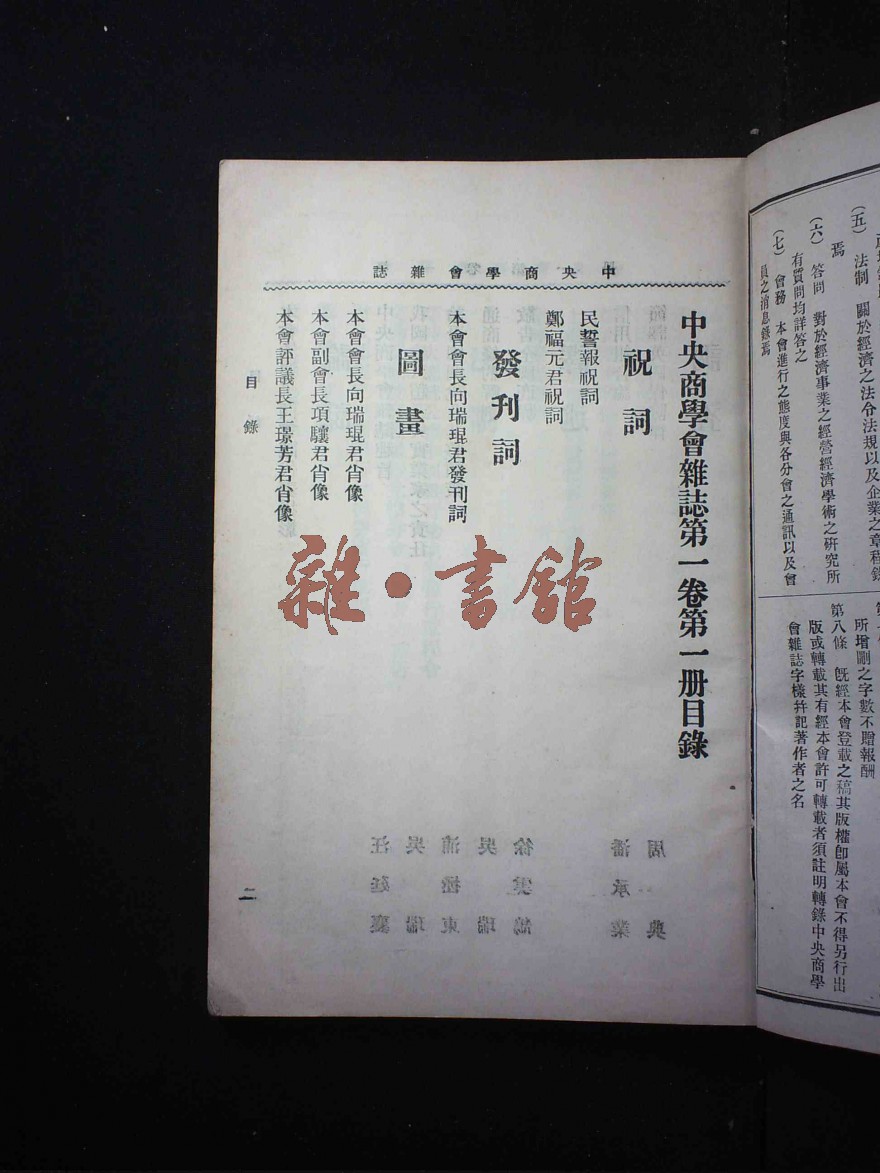 ㈤ 法制 關於經濟之法令法規以及企業之章程錄
焉
㈥ 答問 對於經濟事業之經營經濟學術之研究所
有質問均詳答之
㈦ 會務 本會進行之態度與各分會之通訊以及會
員之消息錄焉
所增刪之字數不贈報酬
第八條 旣經本會登載之稿其版權卽屬本會不得另行出
版或轉載其有經本會許可轉載者須註明轉錄中央商學
會雜誌字樣幷記著作者之名
中央商學會雜誌
中央商學會雜誌第一卷第一册目錄
祝詞
民誓報祝詞
鄭福元君祝詞
發刊詞
本會會長向瑞琨君發刊詞
圖畫
本會會長向瑞琨君肖像
本會副會長項驤君肖像
本會評議長王璟芳君肖像
目錄
二
雜·書館